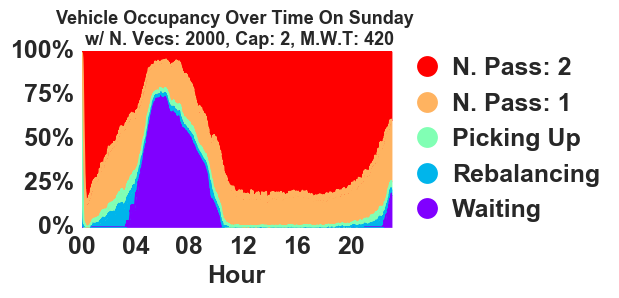 Vehicle Occupancy Over Time On Sunday
w/ N. Vecs: 2000, Cap: 2, M.W.T: 420
100%
75%
50%
25%
0%
00 04 08 12 16 20
Hour
N. Pass: 2
N. Pass: 1
Picking Up
Rebalancing
Waiting